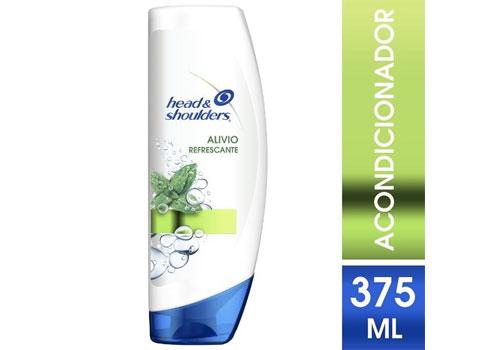 head &
shoulders
ALIVIO
REFRESCANTE
ACONDICIONADOR
375
ML